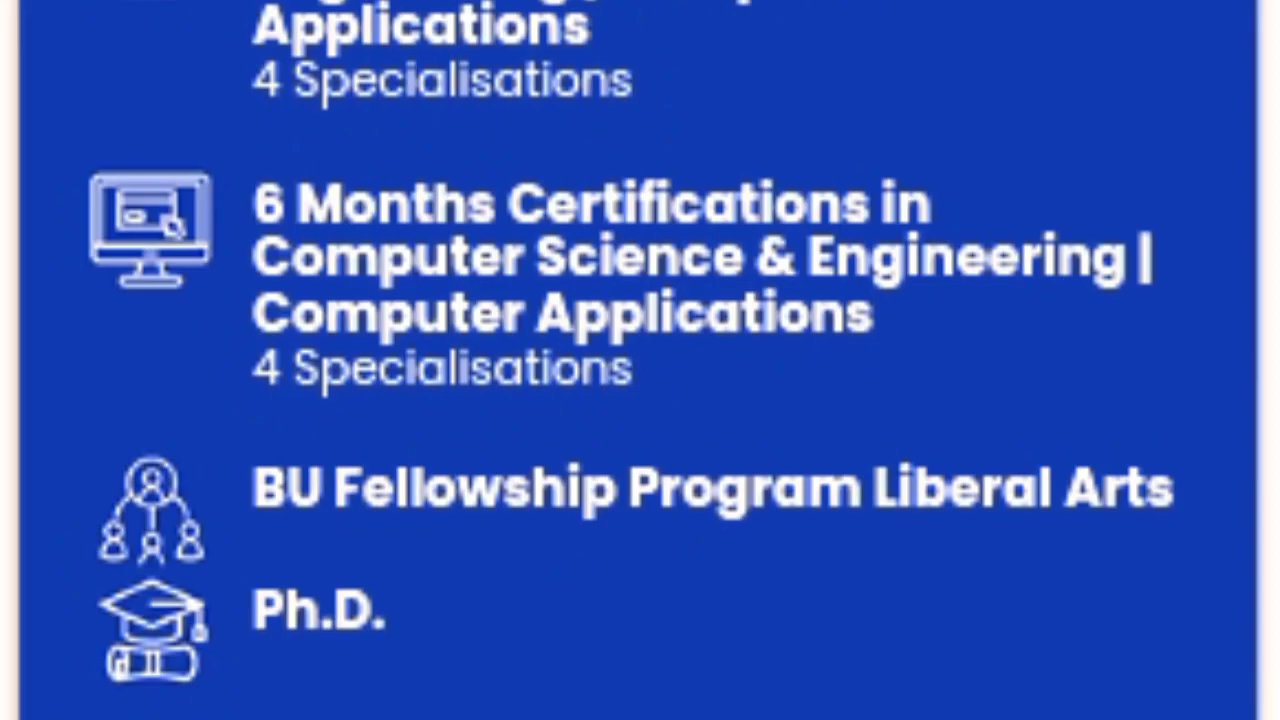 Applications
4 Specialisations
6 Months Certifications in
Computer Science & Engineering |
Computer Applications
4 Specialisations
BU Fellowship Program Liberal Arts
Ph.D.